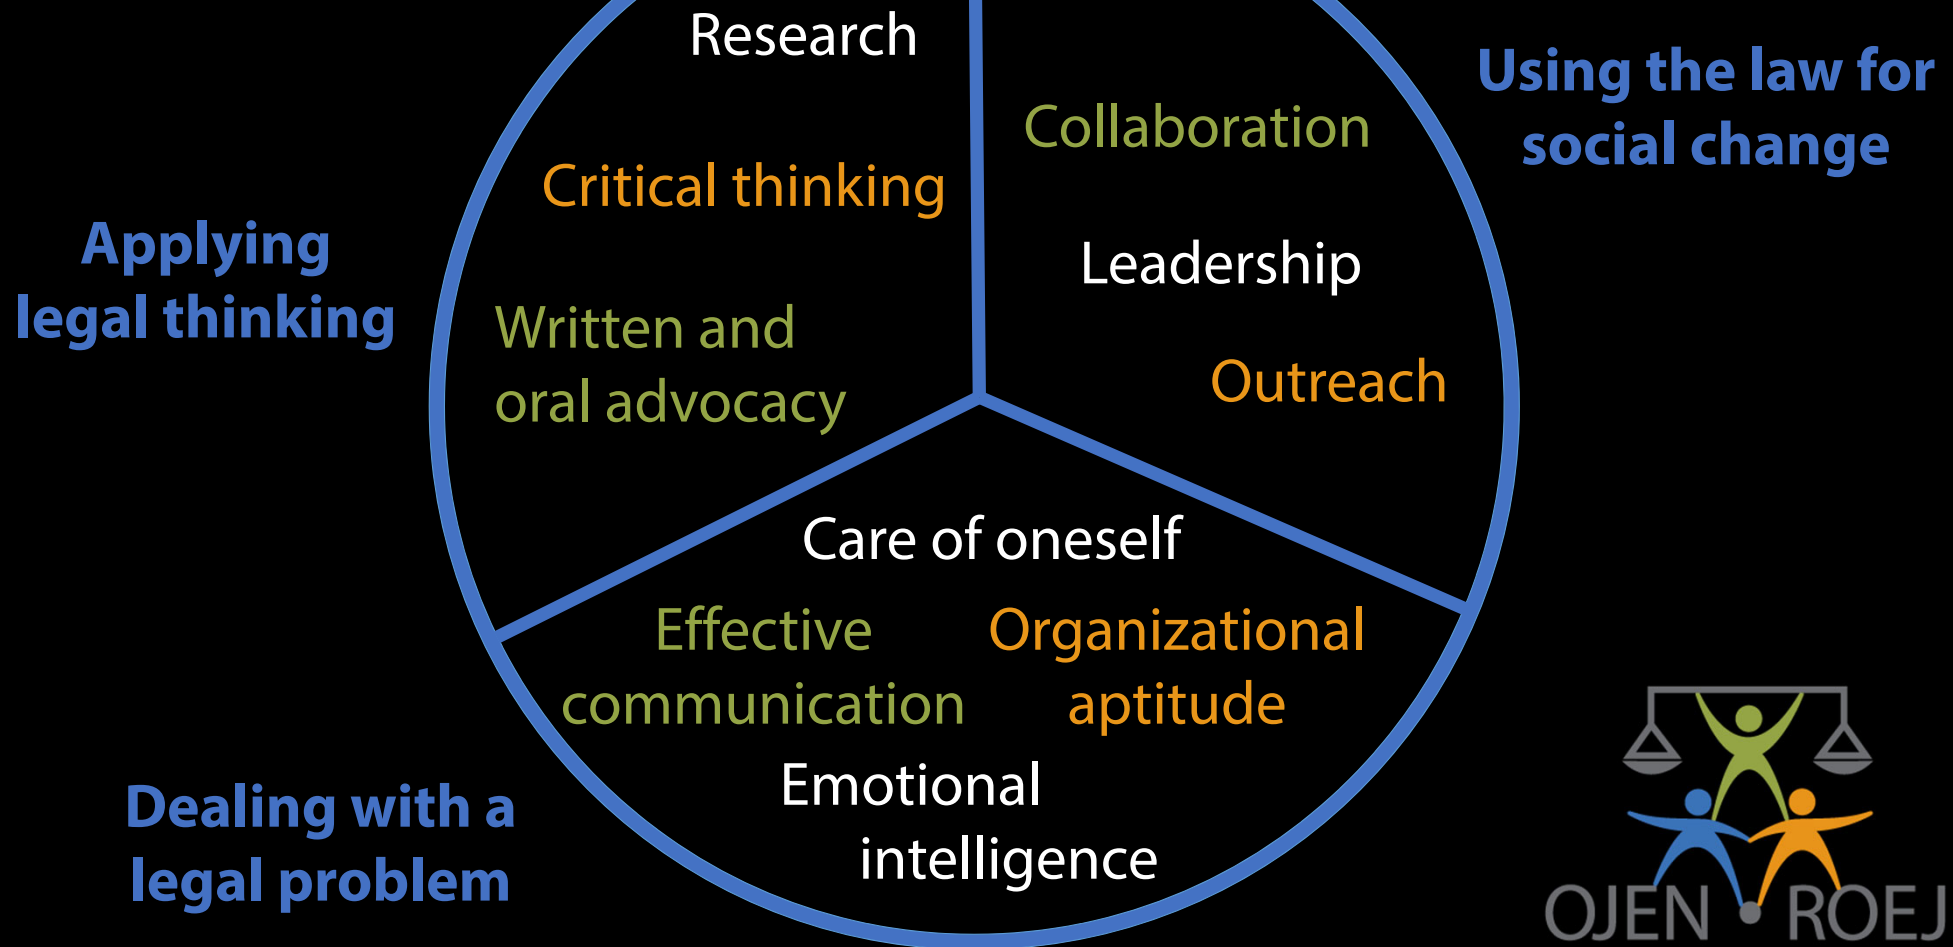 Research
Critical thinking
Written and
oral advocacy
Applying
legal thinking
Collaboration
Leadership
Outreach
Using the law for
social change
Care of oneself
Effective
communication
Organizational
aptitude
Emotional
intelligence
Dealing with a
legal problem
OJEN • ROEJ